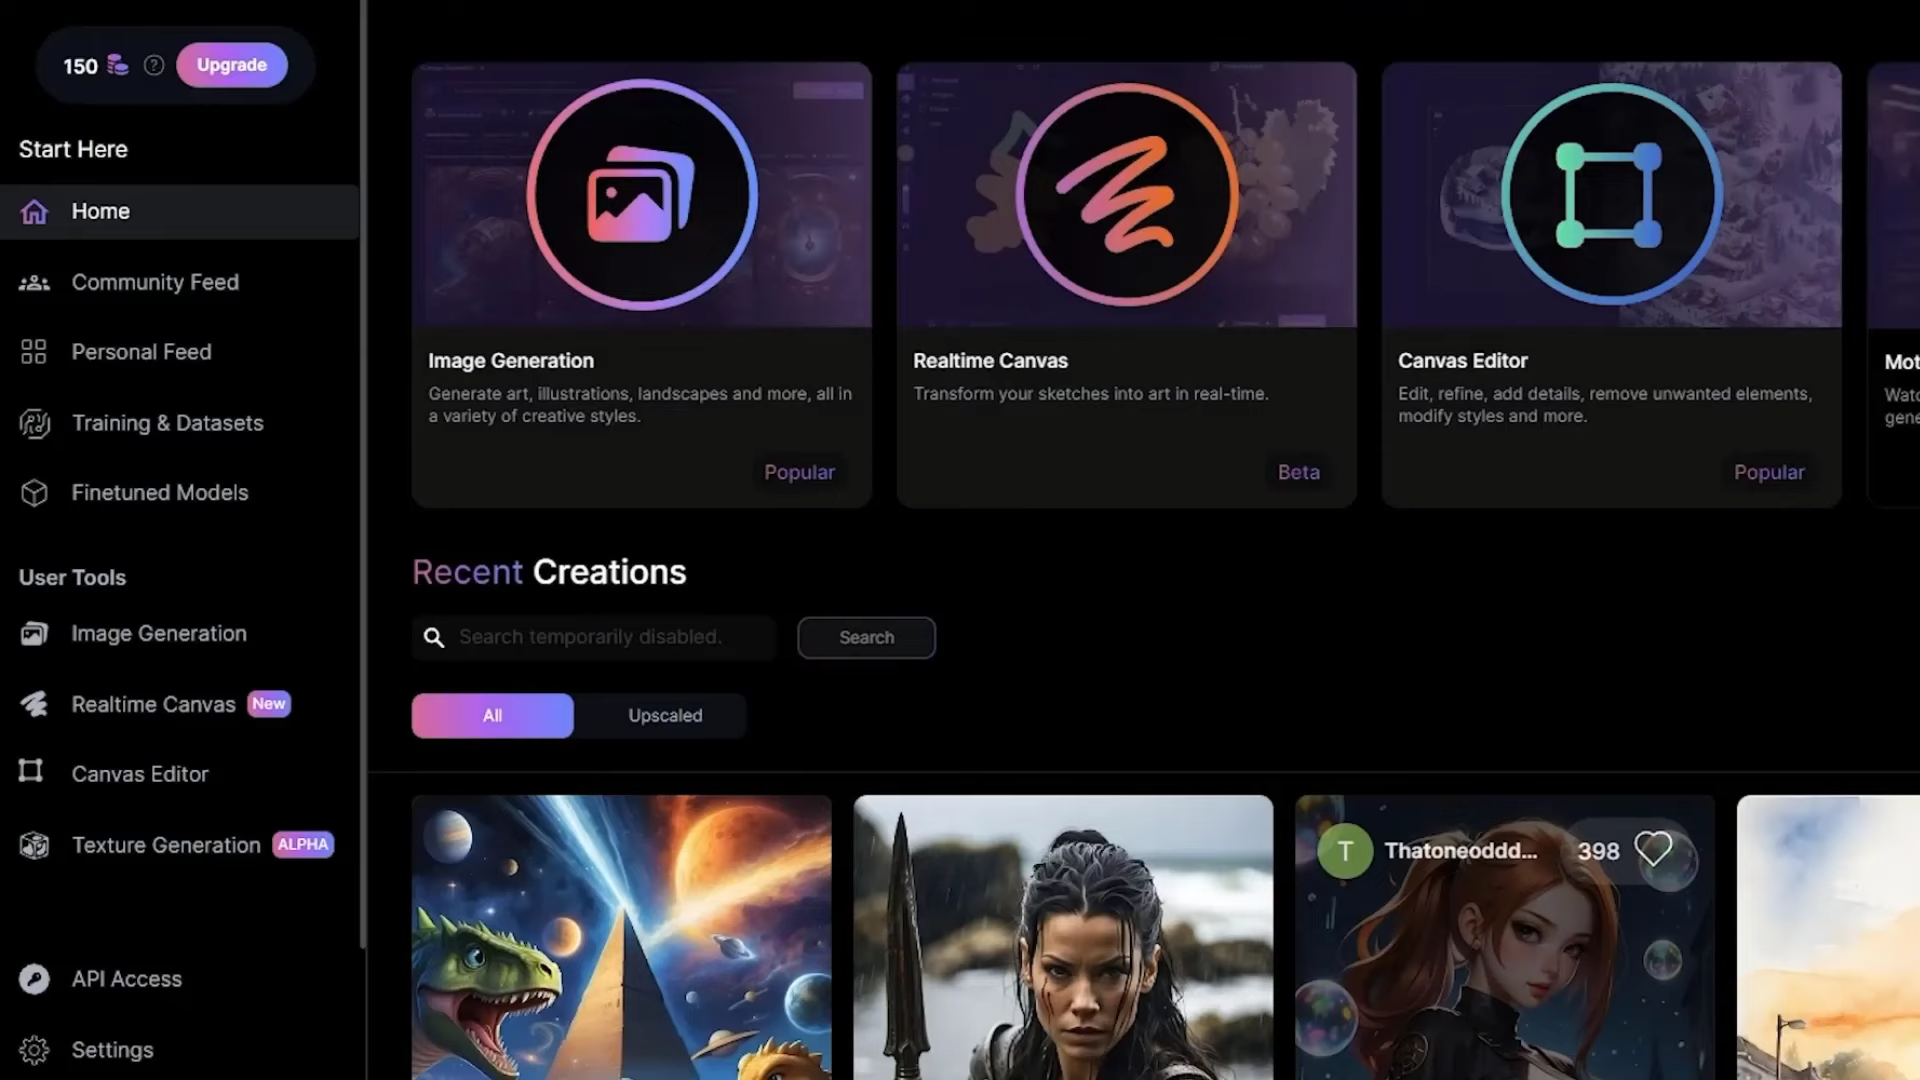 150
Upgrade
Start Here
Home
Community Feed
Personal Feed
Training & Datasets
Finetuned Models
User Tools
Image Generation
Realtime Canvas New
Canvas Editor
Texture Generation ALPHA
API Access
Settings
Image Generation
Generate art, illustrations, landscapes and more, all in
a variety of creative styles.
Popular
Realtime Canvas
Transform your sketches into art in real-time.
Beta
Canvas Editor
Edit, refine, add details, remove unwanted elements,
modify styles and more.
Popular
Mot
Watc
gene
Recent Creations
Search temporarily disabled.
Search
All
Upscaled
T
Thatoneoddd...
398